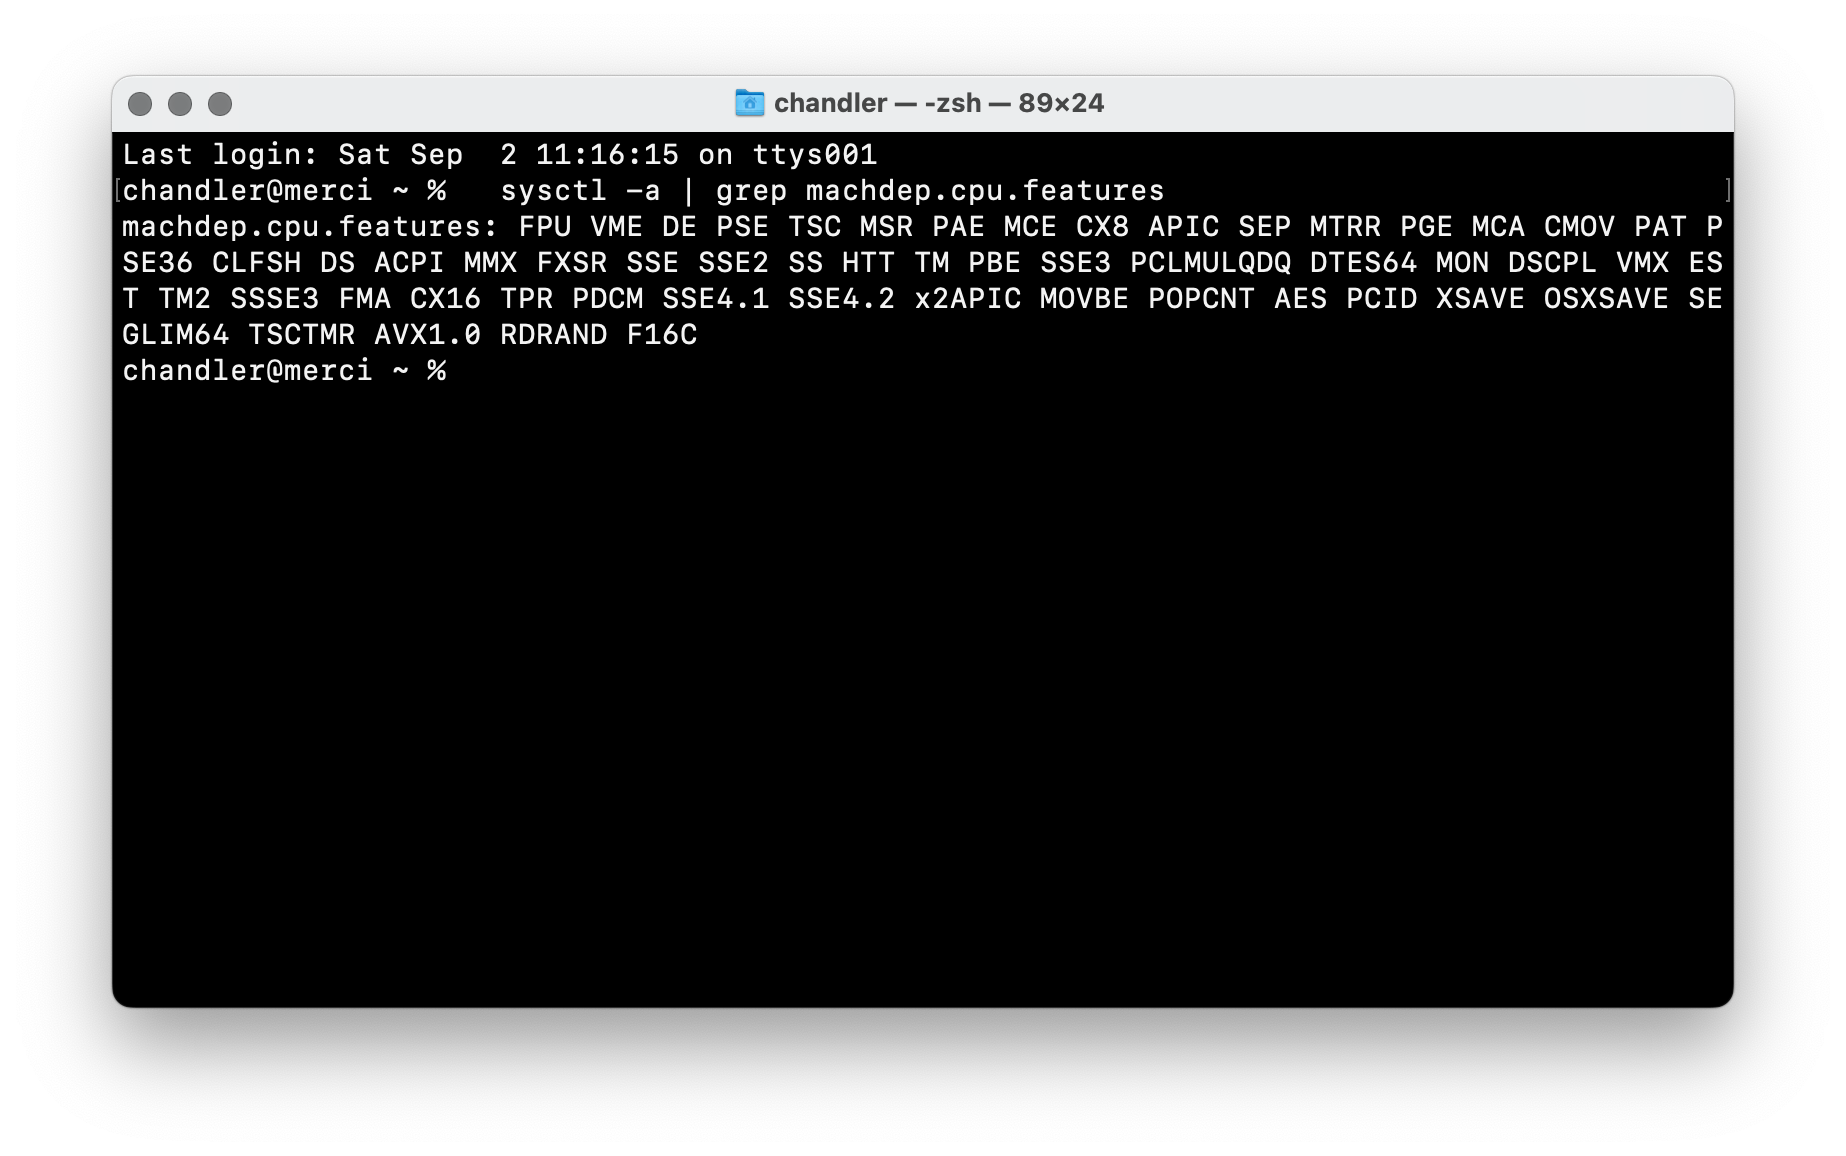 chandler — -zsh — 89×24
Last login: Sat Sep  2 11:16:15 on ttys001
[chandler@merci ~ %   sysctl -a | grep machdep.cpu.features ]
machdep.cpu.features: FPU VME DE PSE TSC MSR PAE MCE CX8 APIC SEP MTRR PGE MCA CMOV PAT P
SE36 CLFSH DS ACPI MMX FXSR SSE SSE2 SS HTT TM PBE SSE3 PCLMULQDQ DTES64 MON DSCPL VMX ES
T TM2 SSSE3 FMA CX16 TPR PDCM SSE4.1 SSE4.2 x2APIC MOVBE POPCNT AES PCID XSAVE OSXSAVE SE
GLIM64 TSCTMR AVX1.0 RDRAND F16C
chandler@merci ~ %